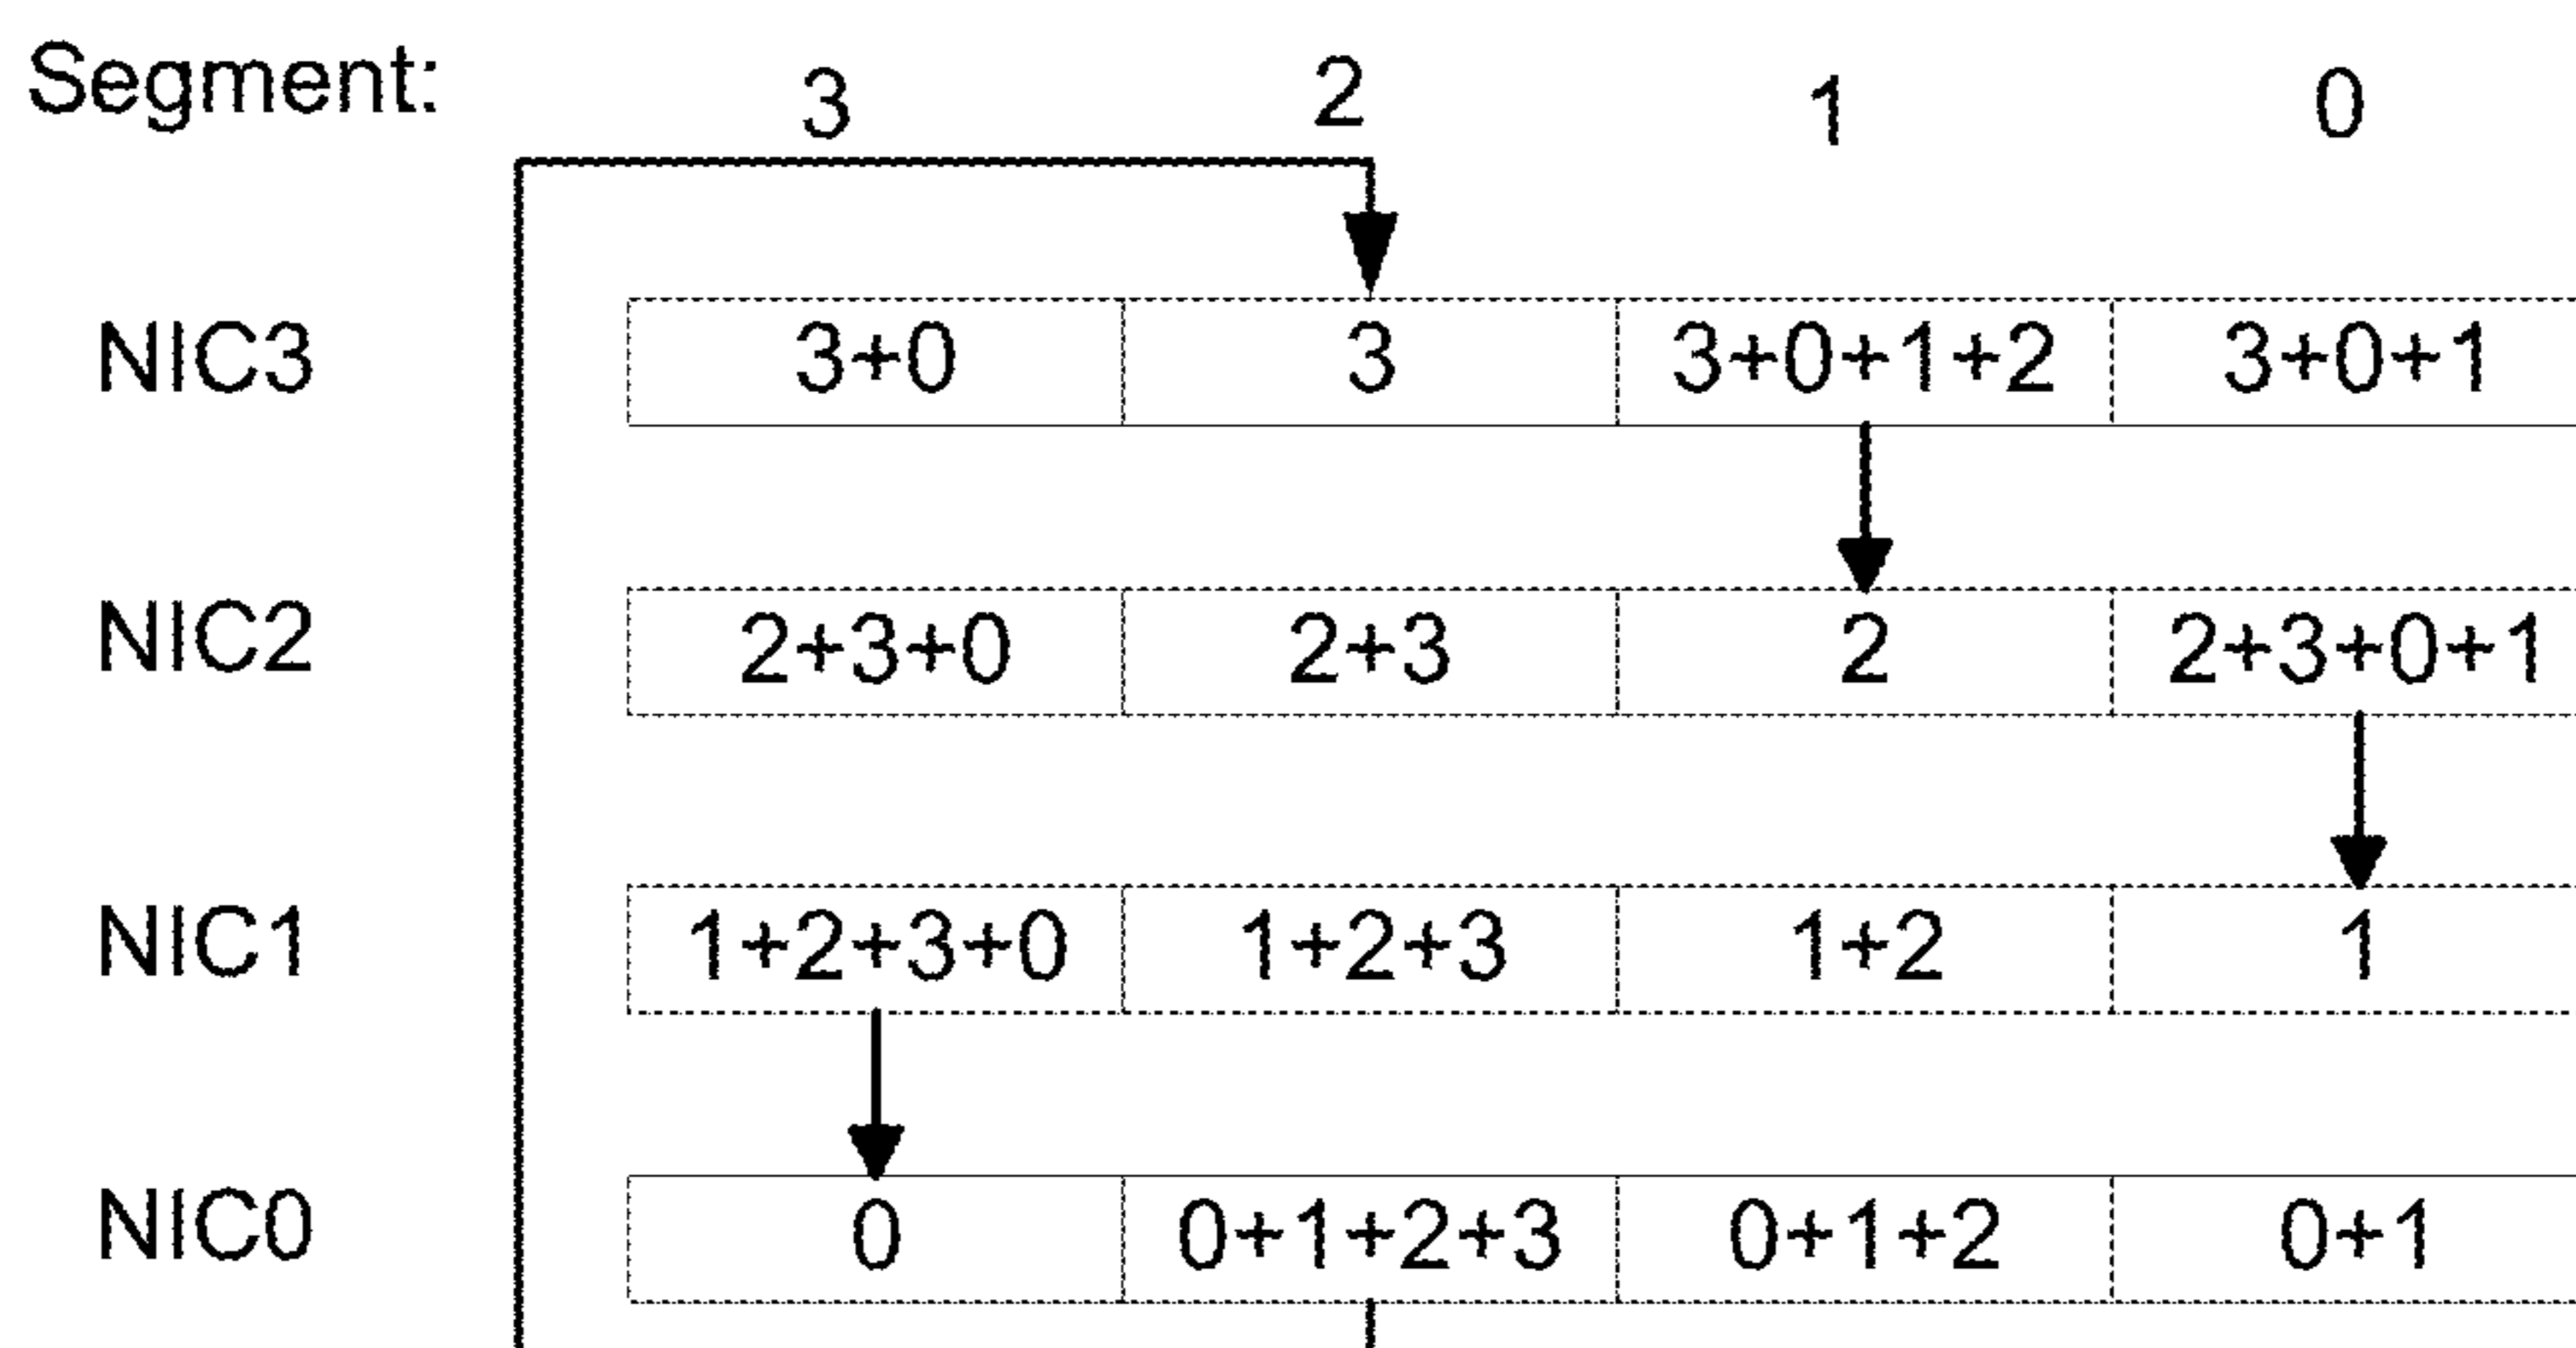 Segment: 3 2 1 0
NIC3 3+0 3 3+0+1+2 3+0+1
NIC2 2+3+0 2+3 2 2+3+0+1
NIC1 1+2+3+0 1+2+3 1+2 1
NIC0 0 0+1+2+3 0+1+2 0+1